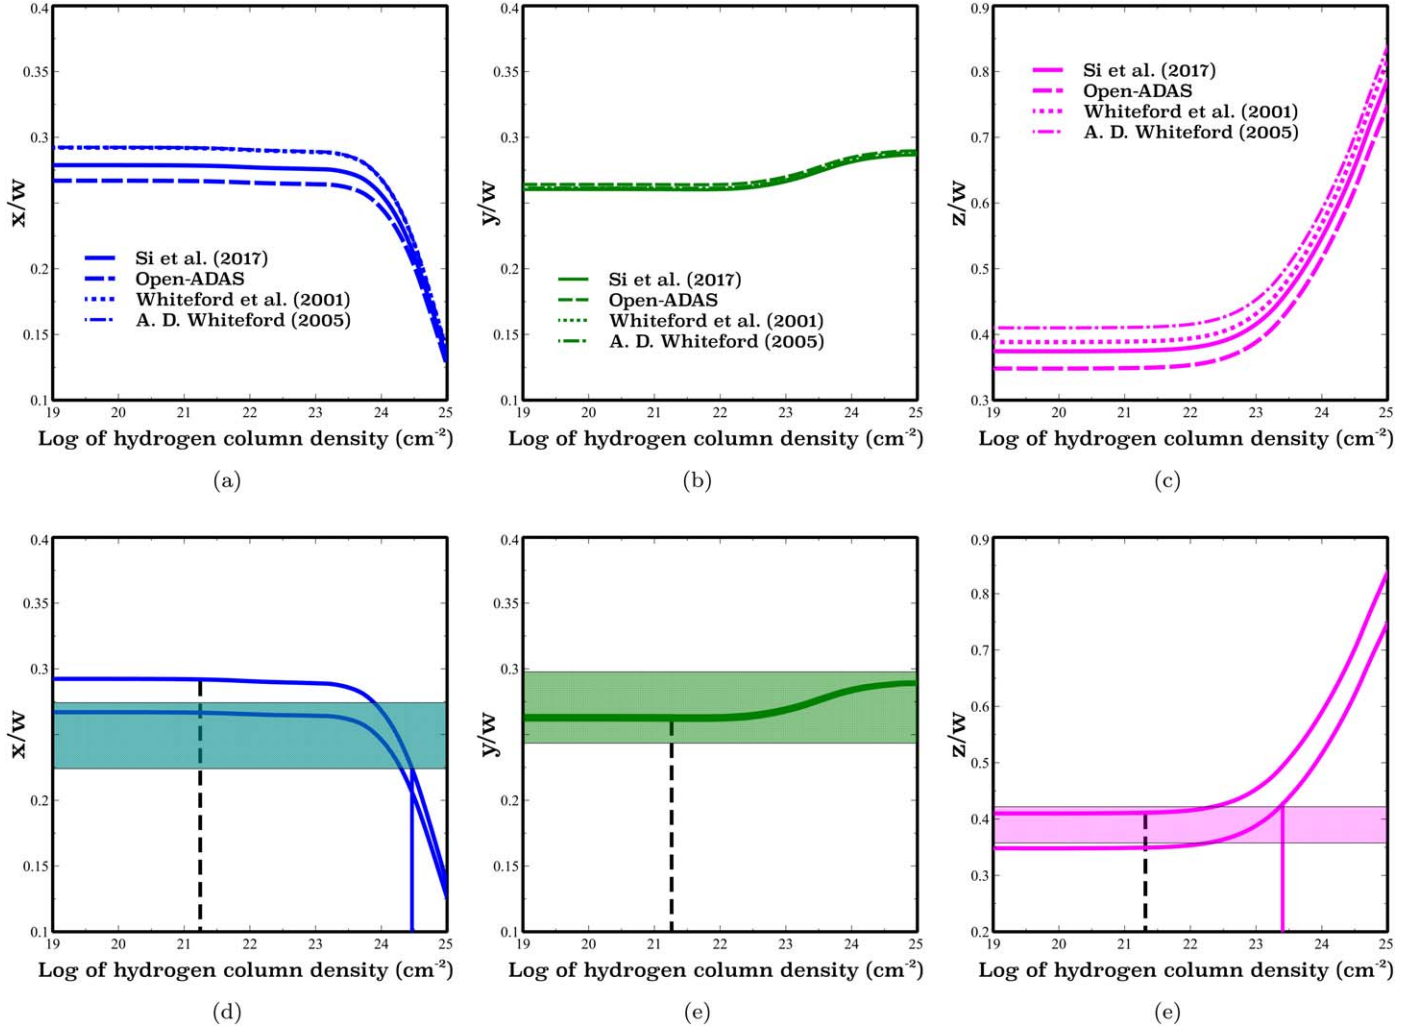 0.4
0.35
0.3
0.2
0.15
0.1
x/w
Si et al. (2017)
Open-ADAS
Whiteford et al. (2001)
A. D. Whiteford (2005)
19 20 21 22 23 24 25
Log of hydrogen column density (cm-2)
(a)
0.4
0.35
0.3
0.2
0.15
0.1
y/w
Si et al. (2017)
Open-ADAS
Whiteford et al. (2001)
A. D. Whiteford (2005)
19 20 21 22 23 24 25
Log of hydrogen column density (cm-2)
(b)
0.9
0.8
0.7
0.6
0.5
0.4
0.3
z/w
Si et al. (2017)
Open-ADAS
Whiteford et al. (2001)
A. D. Whiteford (2005)
19 20 21 22 23 24 25
Log of hydrogen column density (cm-2)
(c)
0.4
0.35
0.3
0.2
0.15
0.1
x/w
19 20 21 22 23 24 25
Log of hydrogen column density (cm-2)
(d)
0.4
0.35
0.3
0.2
0.15
0.1
y/w
19 20 21 22 23 24 25
Log of hydrogen column density (cm-2)
(e)
0.9
0.8
0.7
0.6
0.5
0.4
0.3
0.2
z/w
19 20 21 22 23 24 25
Log of hydrogen column density (cm-2)
(e)